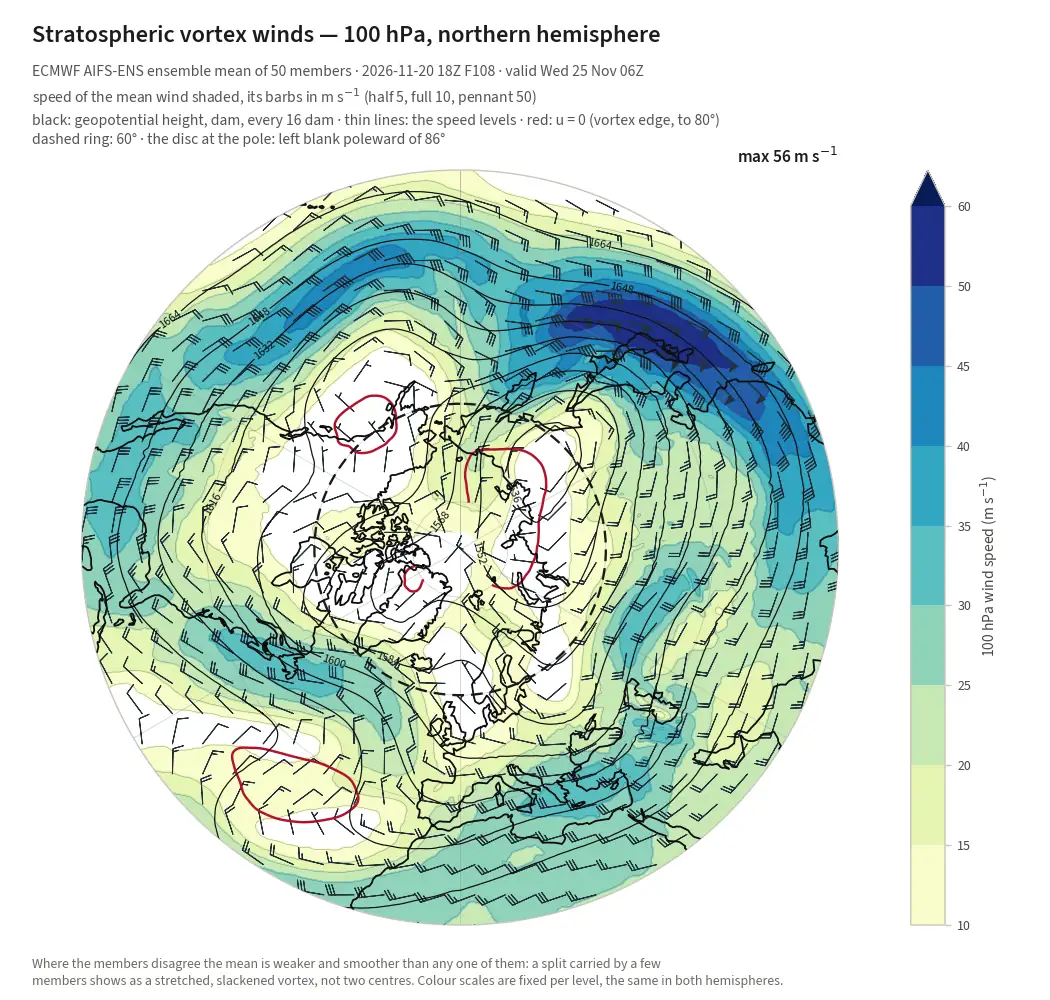 Stratospheric vortex winds — 100 hPa, northern hemisphere
ECMWF AIFS-ENS ensemble mean of 50 members · 2026-11-20 18Z F108 · valid Wed 25 Nov 06Z
speed of the mean wind shaded, its barbs in m s⁻¹ (half 5, full 10, pennant 50)
black: geopotential height, dam, every 16 dam · thin lines: the speed levels · red: u = 0 (vortex edge, to 80°)
dashed ring: 60° · the disc at the pole: left blank poleward of 86°
max 56 m s⁻¹
1664
1648
1664
1648
1632
1616
1568
1552
1536
1600
1584
60
50
45
40
35
30
25
20
15
10
100 hPa wind speed (m s⁻¹)
Where the members disagree the mean is weaker and smoother than any one of them: a split carried by a few
members shows as a stretched, slackened vortex, not two centres. Colour scales are fixed per level, the same in both hemispheres.